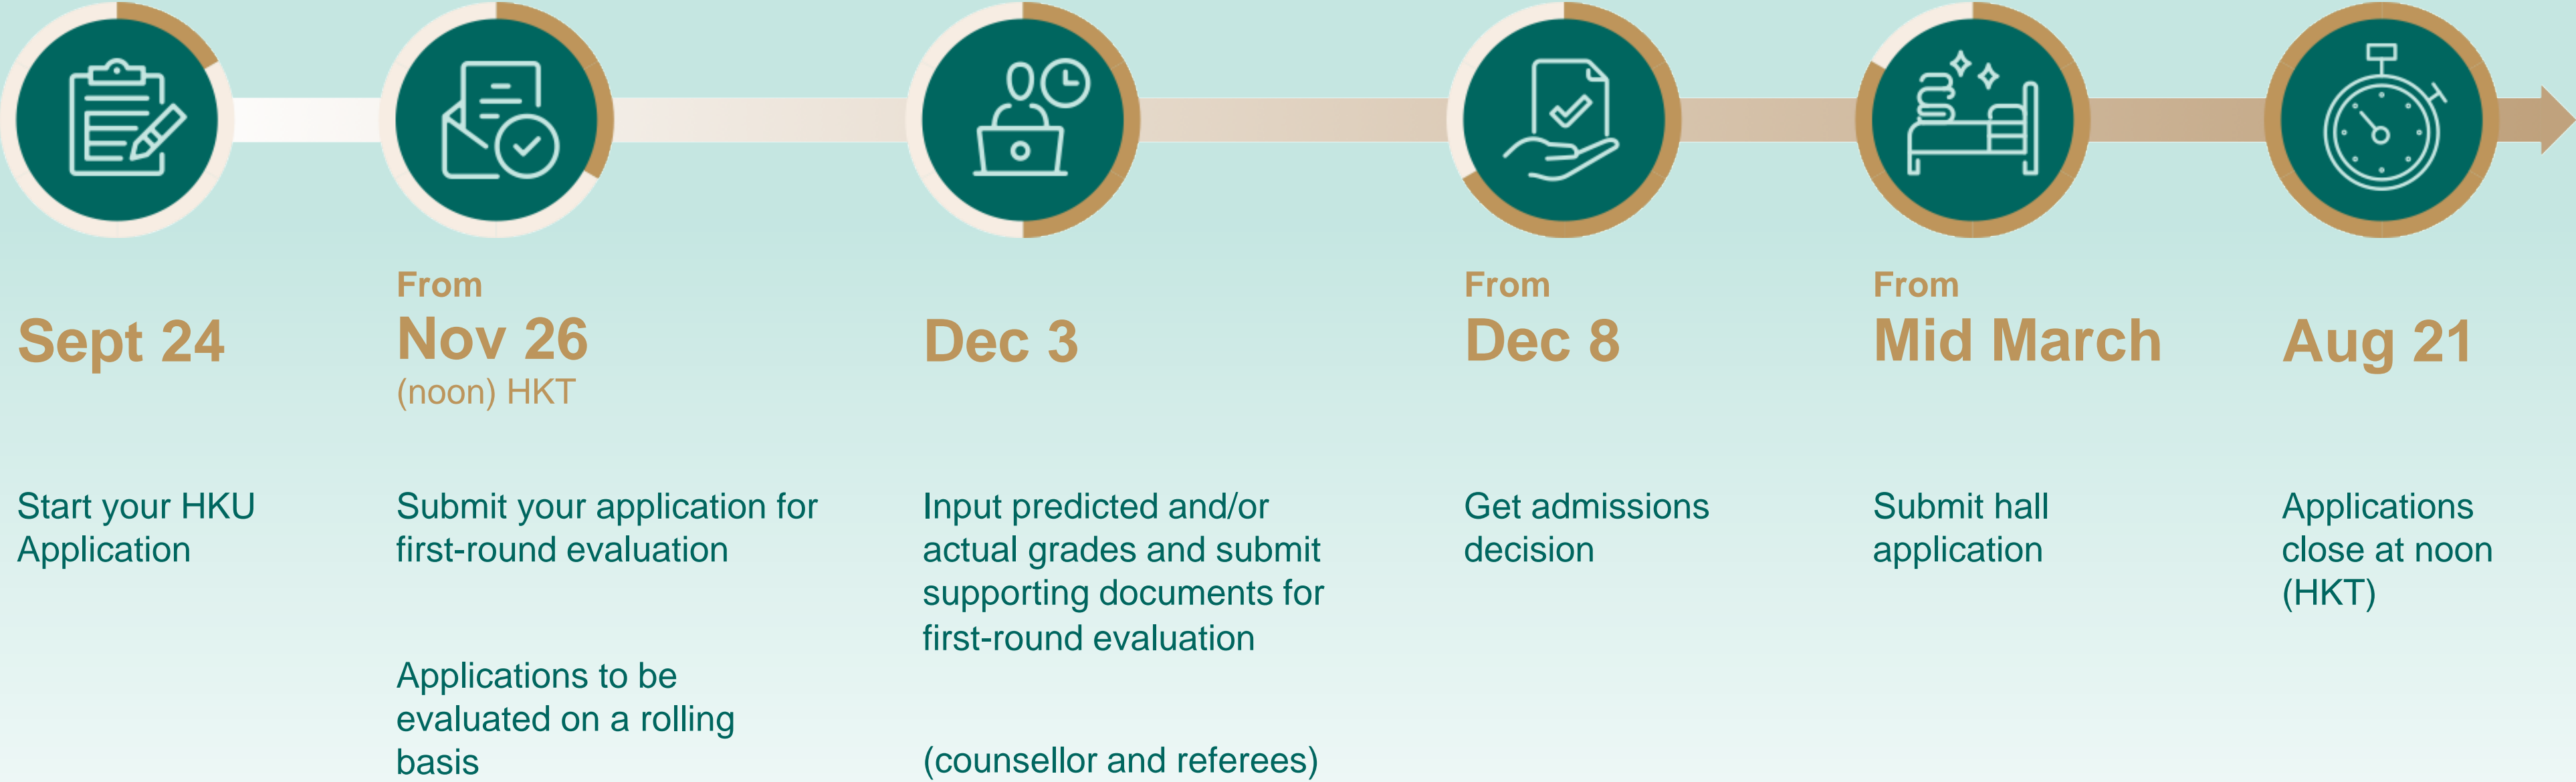 Sept 24
Start your HKU
Application
From
Nov 26
(noon) HKT
Submit your application for
first-round evaluation
Applications to be
evaluated on a rolling
basis
Dec 3
Input predicted and/or
actual grades and submit
supporting documents for
first-round evaluation
(counsellor and referees)
From
Dec 8
Get admissions
decision
From
Mid March
Submit hall
application
Aug 21
Applications
close at noon
(HKT)